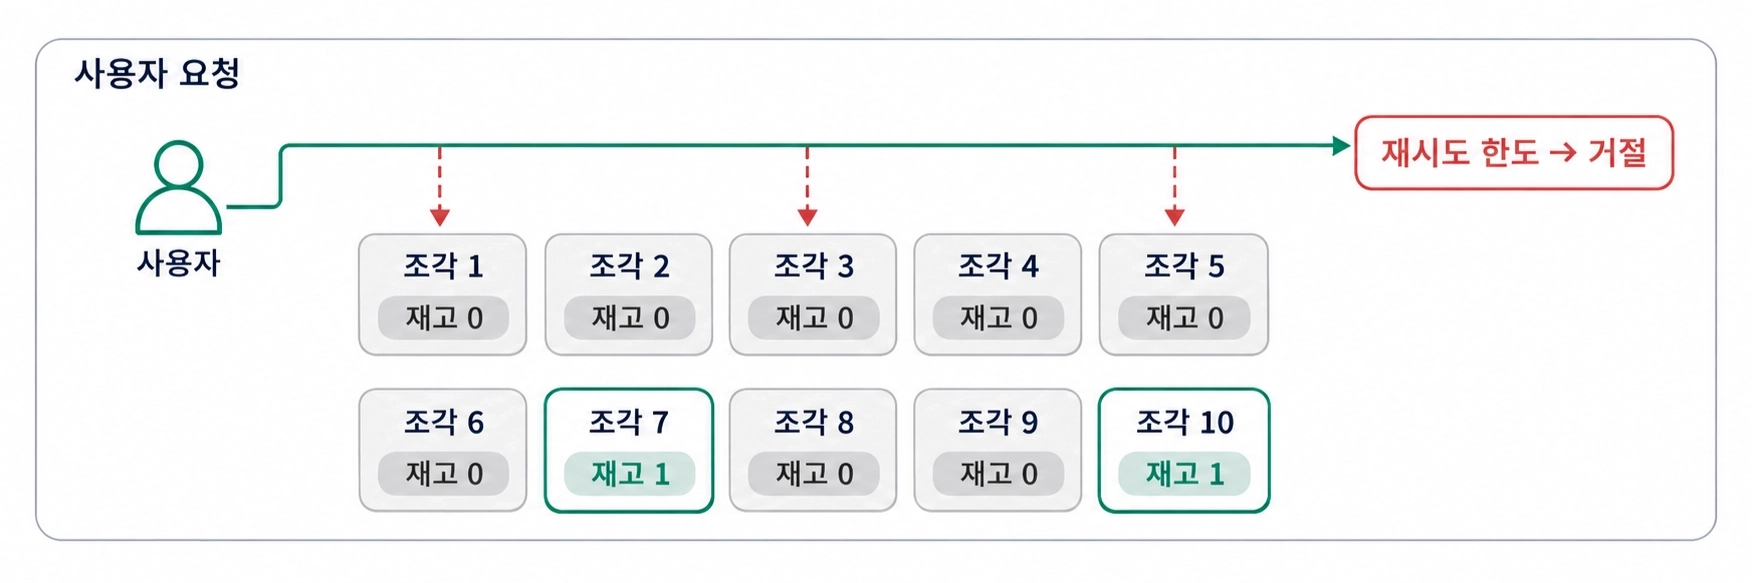 사용자 요청
재시도 한도 → 거절
사용자
조각 1
재고 0
조각 2
재고 0
조각 3
재고 0
조각 4
재고 0
조각 5
재고 0
조각 6
재고 0
조각 7
재고 1
조각 8
재고 0
조각 9
재고 0
조각 10
재고 1